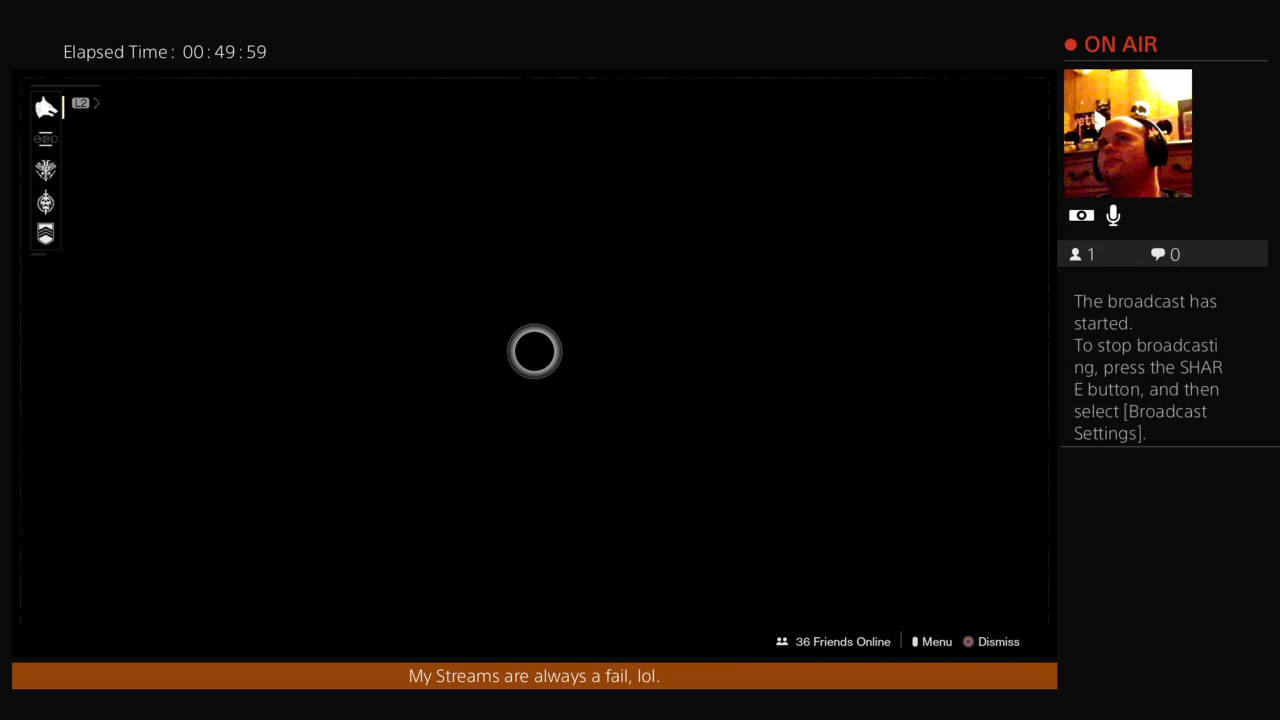 Elapsed Time: 00:49:59
ON AIR
L2
1
0
The broadcast has
started.
To stop broadcasti
ng, press the SHAR
E button, and then
select [Broadcast
Settings].
36 Friends Online
Menu
Dismiss
My Streams are always a fail, lol.